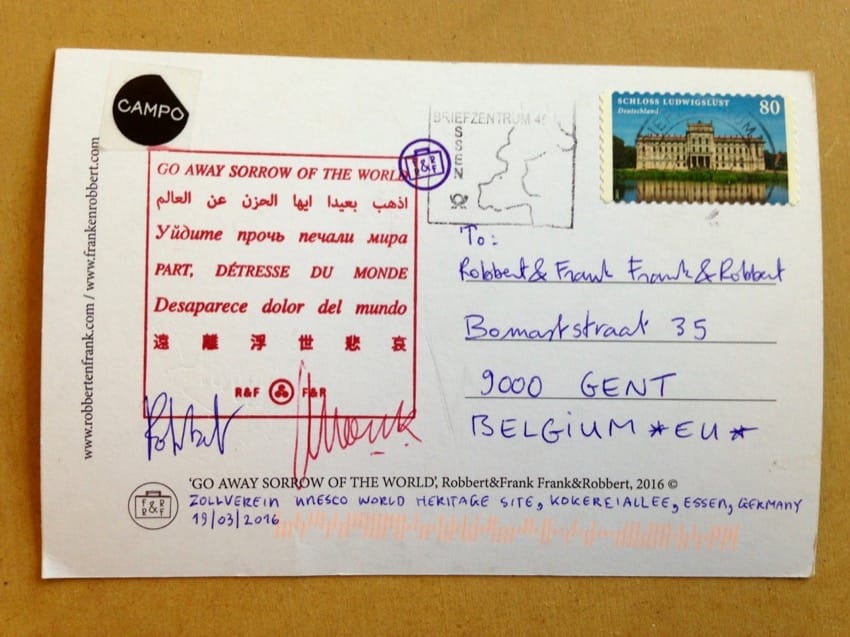 CAMPO
www.robbertenfrank.com / www.frankenrobbert.com
GO AWAY SORROW OF THE WORLD
اذهب بعيدا ايها الحزن عن العالم
Уйдите прочь печали мира
PART, DÉTRESSE DU MONDE
Desaparece dolor del mundo
遠離浮世悲哀
R&F F&R
Robbert
Frank
BRIEFZENTRUM 45
ESSEN
F&R
R&F
SCHLOSS LUDWIGSLUST 80
Deutschland
To:
Robbert&Frank Frank&Robbert
Bomastraat 35
9000 GENT
BELGIUM *EU*
'GO AWAY SORROW OF THE WORLD', Robbert&Frank Frank&Robbert, 2016 ©
F&R
R&F
ZOLLVEREIN UNESCO WORLD HERITAGE SITE, KOKEREIALLEE, ESSEN, GERMANY
19/03/2016